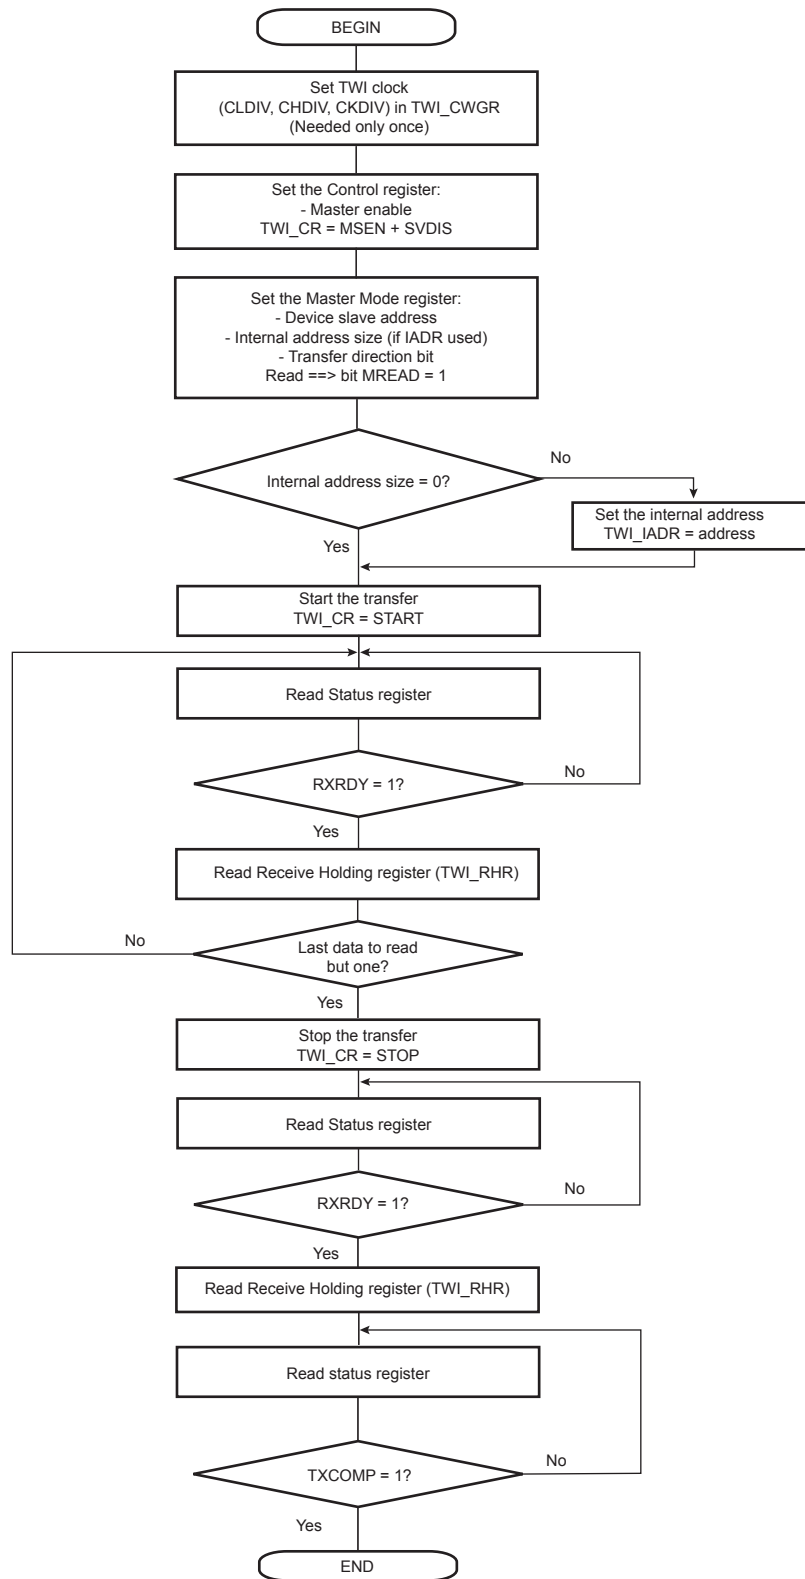 BEGIN
Set TWI clock
(CLDIV, CHDIV, CKDIV) in TWI_CWGR
(Needed only once)
Set the Control register:
- Master enable
TWI_CR = MSEN + SVDIS
Set the Master Mode register:
- Device slave address
- Internal address size (if IADR used)
- Transfer direction bit
Read ==> bit MREAD = 1
Internal address size = 0?
No
Set the internal address
TWI_IADR = address
Yes
Start the transfer
TWI_CR = START
Read Status register
RXRDY = 1?
No
Yes
Read Receive Holding register (TWI_RHR)
No
Last data to read
but one?
Yes
Stop the transfer
TWI_CR = STOP
Read Status register
RXRDY = 1?
No
Yes
Read Receive Holding register (TWI_RHR)
Read status register
TXCOMP = 1?
No
Yes
END